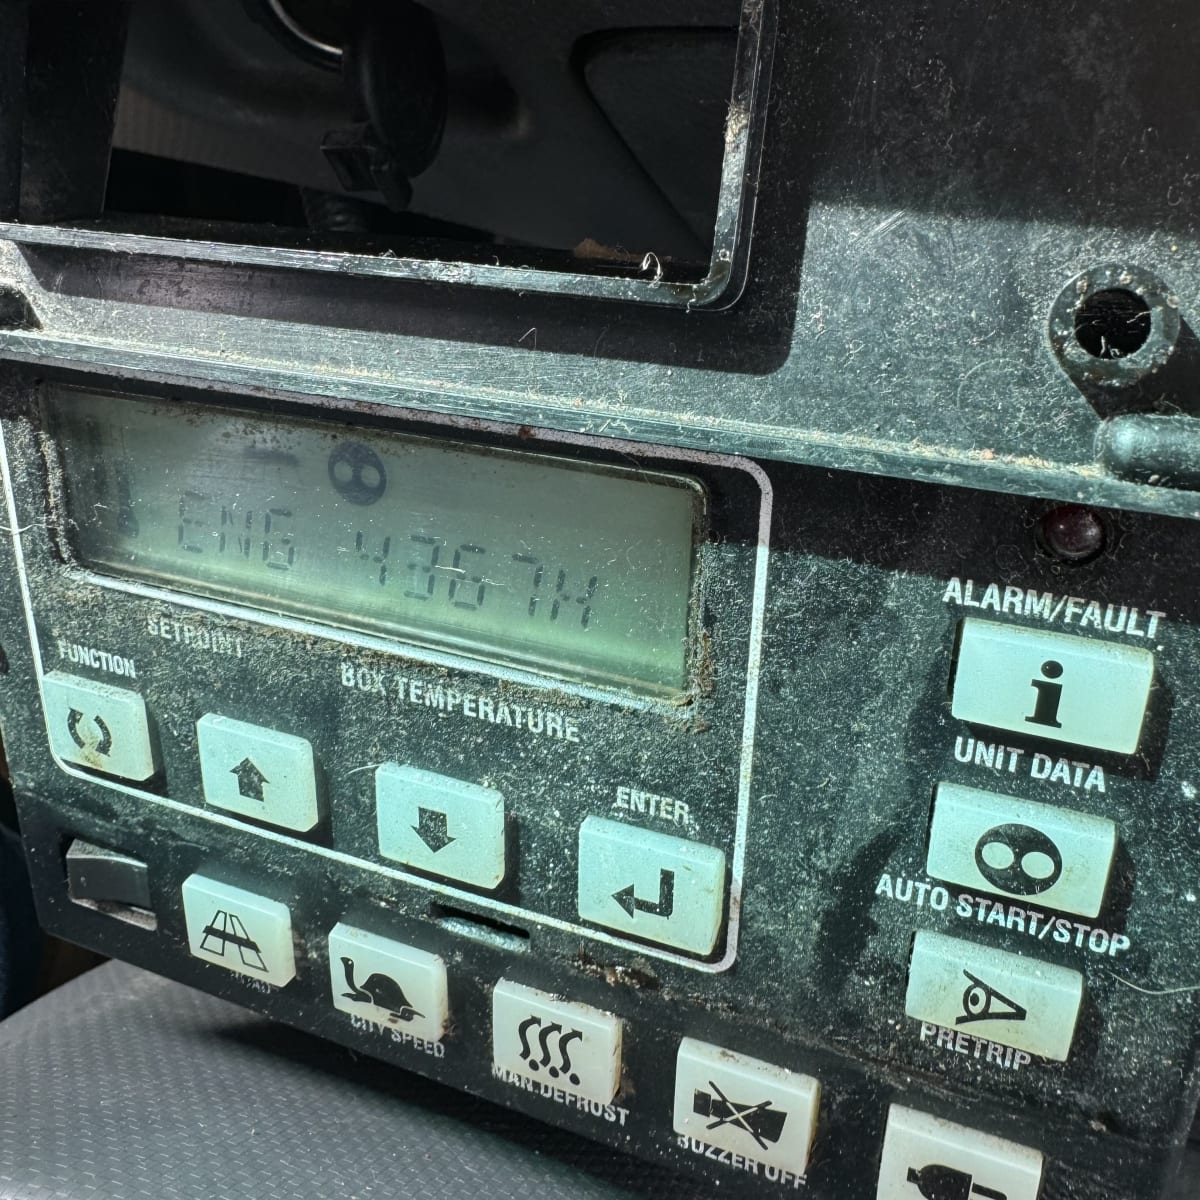 ENG 4367H
SETPOINT
BOX TEMPERATURE
FUNCTION
ENTER
ALARM/FAULT
i
UNIT DATA
AUTO START/STOP
PRETRIP
CITY SPEED
MAN.DEFROST
BUZZER OFF